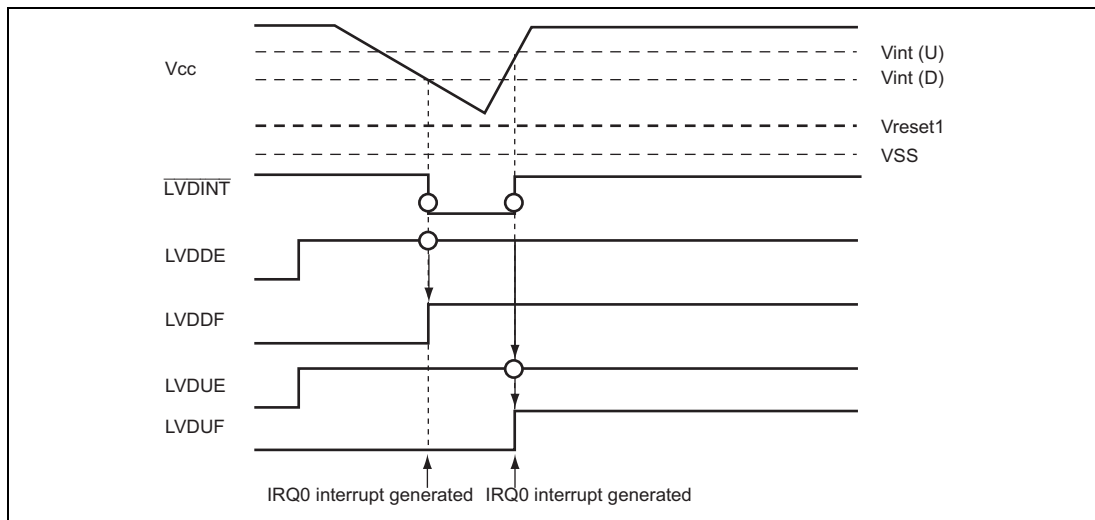 Vcc
Vint (U)
Vint (D)
Vreset1
VSS
LVDINT
LVDDE
LVDDF
LVDUE
LVDUF
IRQ0 interrupt generated IRQ0 interrupt generated